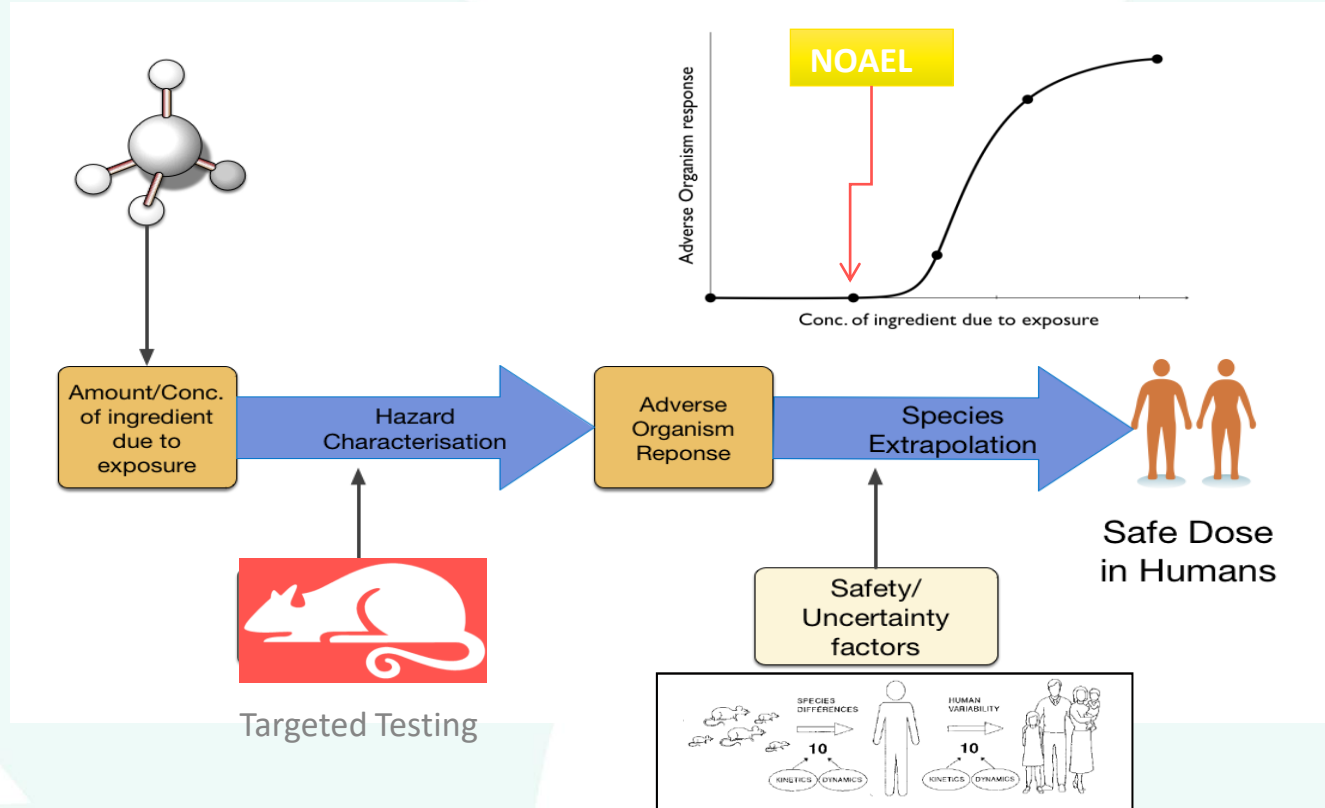 NOAEL
Adverse Organism response
Conc. of ingredient due to exposure
Amount/Conc.
of ingredient
due to
exposure
Hazard
Characterisation
Adverse
Organism
Reponse
Species
Extrapolation
Safe Dose
in Humans
Safety/
Uncertainty
factors
Targeted Testing
SPECIES
DIFFERENCES
10
KINETICS
DYNAMICS
HUMAN
VARIABILITY
10
KINETICS
DYNAMICS